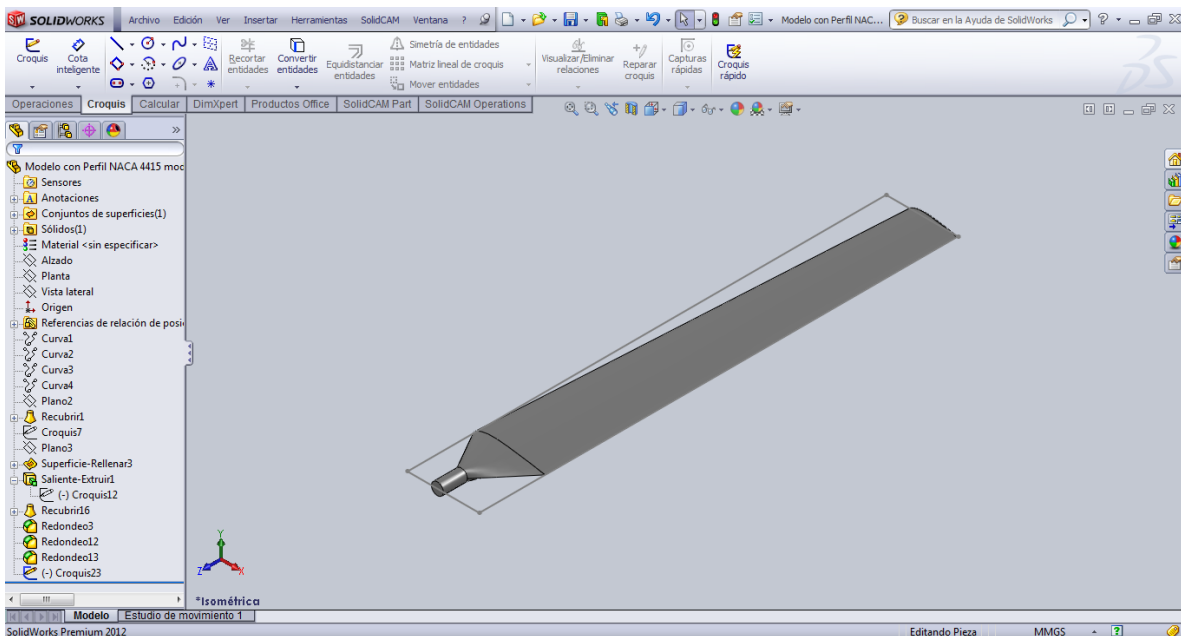 SOLIDWORKS Archivo Edición Ver Insertar Herramientas SolidCAM Ventana ? Modelo con Perfil NAC... Buscar en la Ayuda de SolidWorks ?
Croquis
Cota inteligente
Recortar entidades
Convertir entidades
Equidistanciar entidades
Simetría de entidades
Matriz lineal de croquis
Mover entidades
Visualizar/Eliminar relaciones
Reparar croquis
Capturas rápidas
Croquis rápido
Operaciones Croquis Calcular DimXpert Productos Office SolidCAM Part SolidCAM Operations
Modelo con Perfil NACA 4415 moc
Sensores
Anotaciones
Conjuntos de superficies(1)
Sólidos(1)
Material <sin especificar>
Alzado
Planta
Vista lateral
Origen
Referencias de relación de posi
Curva1
Curva2
Curva3
Curva4
Plano2
Recubrir1
Croquis7
Plano3
Superficie-Rellenar3
Saliente-Extruir1
(-) Croquis12
Recubrir16
Redondeo3
Redondeo12
Redondeo13
(-) Croquis23
Y
Z
X
*Isométrica
Modelo Estudio de movimiento 1
SolidWorks Premium 2012 Editando Pieza MMGS ?